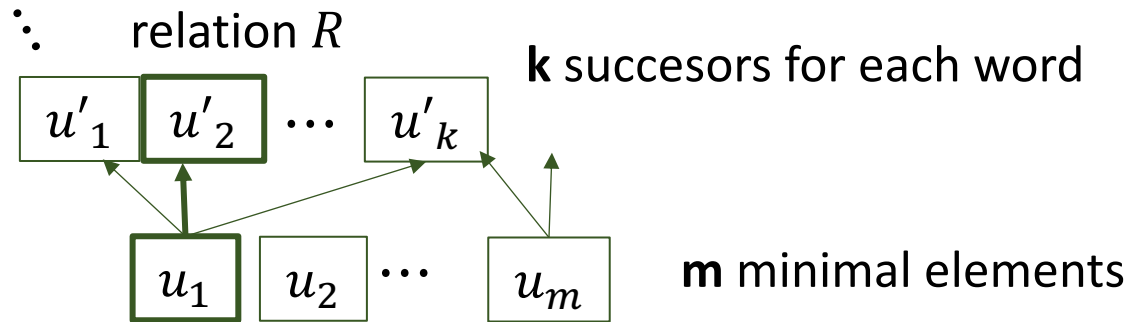 ⋱ relation R
k succesors for each word
u'₁ u'₂ ⋯ u'ₖ
u₁ u₂ ⋯ uₘ
m minimal elements